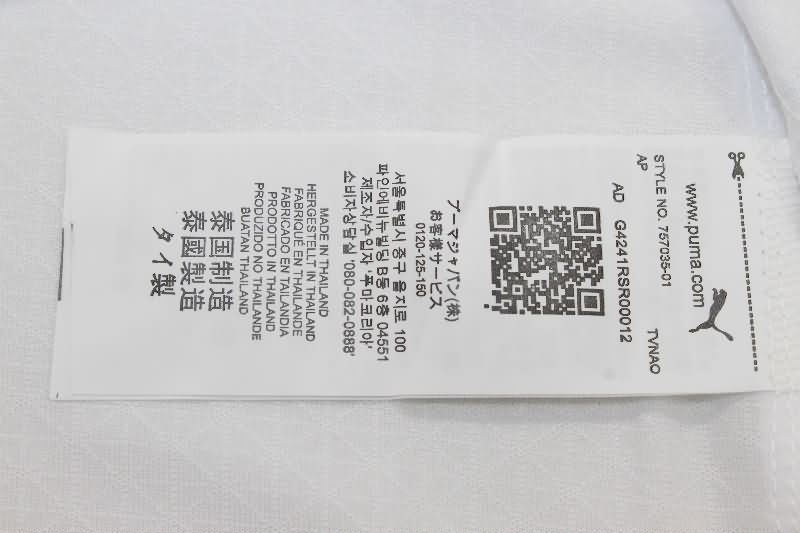 www.puma.com
STYLE NO. 757035-01 TVNAO
AP
AD G4241RSR00012
プーマジャパン(株)
お客様サービス
0120-125-150
서울특별시 중구 을지로 100
파인에비뉴빌딩 B동 6층 04551
제조자/수입자 '푸마코리아'
소비자상담실 '080-082-0888'
MADE IN THAILAND
HERGESTELLT IN THAILAND
FABRIQUÉ EN THAILANDE
FABRICADO EN TAILANDIA
PRODOTTO IN THAILAND
PRODUZIDO NO THAILANDE
BUATAN THAILAND
泰国制造
泰國製造
タイ製